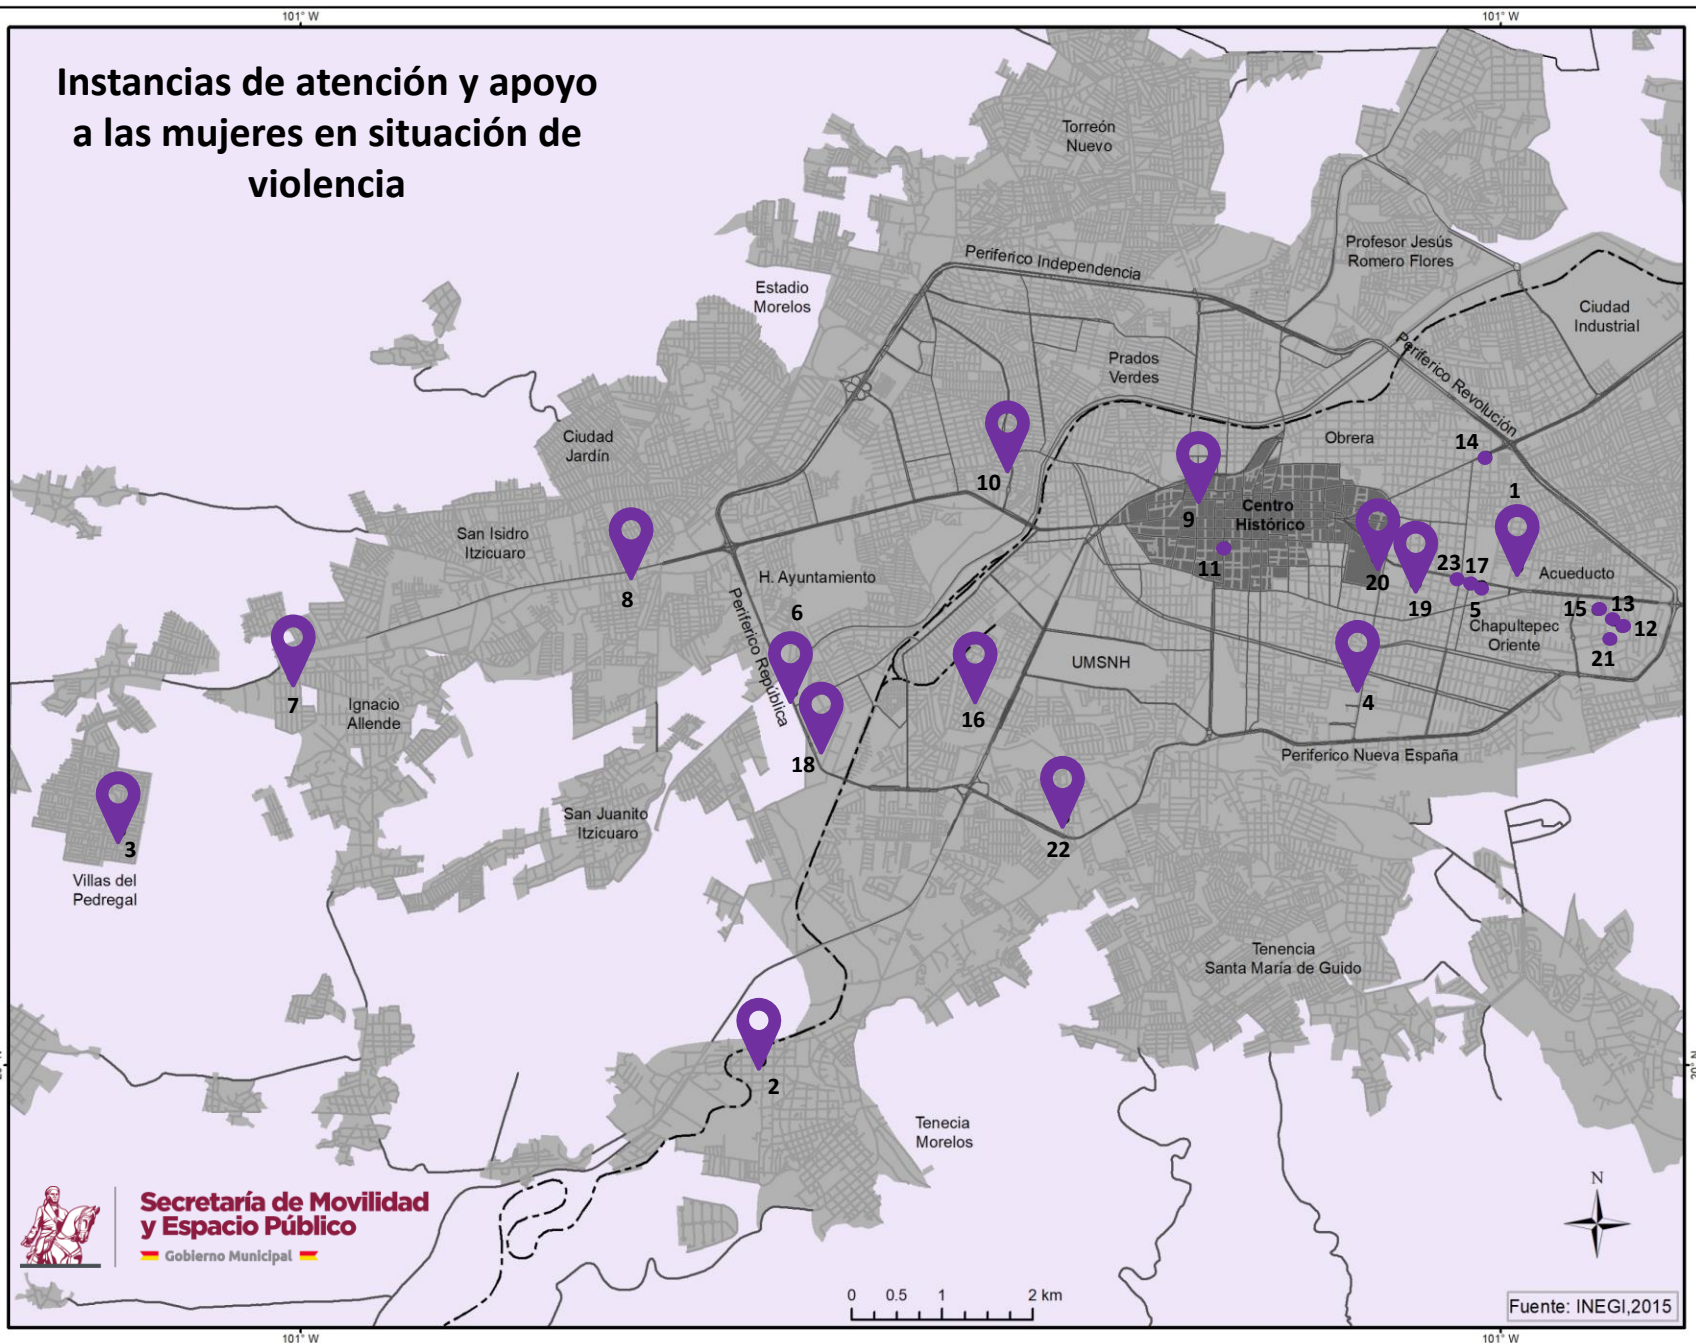 101° W
101° W
Instancias de atención y apoyo
a las mujeres en situación de
violencia
Torreón
Nuevo
Profesor Jesús
Romero Flores
Periferico Independencia
Estadio
Morelos
Ciudad
Industrial
Prados
Verdes
Periferico Revolución
Ciudad
Jardín
Obrera
14
10
1
9
Centro
Histórico
San Isidro
Itzicuaro
11
23
17
Acueducto
H. Ayuntamiento
20
8
19
5
15
13
6
Chapultepec
Oriente
12
21
Periferico República
UMSNH
7
Ignacio
Allende
16
4
18
Periferico Nueva España
San Juanito
Itzicuaro
3
22
Villas del
Pedregal
Tenencia
Santa María de Guido
2
Tenecia
Morelos
N
Secretaría de Movilidad
y Espacio Público
Gobierno Municipal
0 0.5 1 2 km
Fuente: INEGI,2015
101° W
101° W